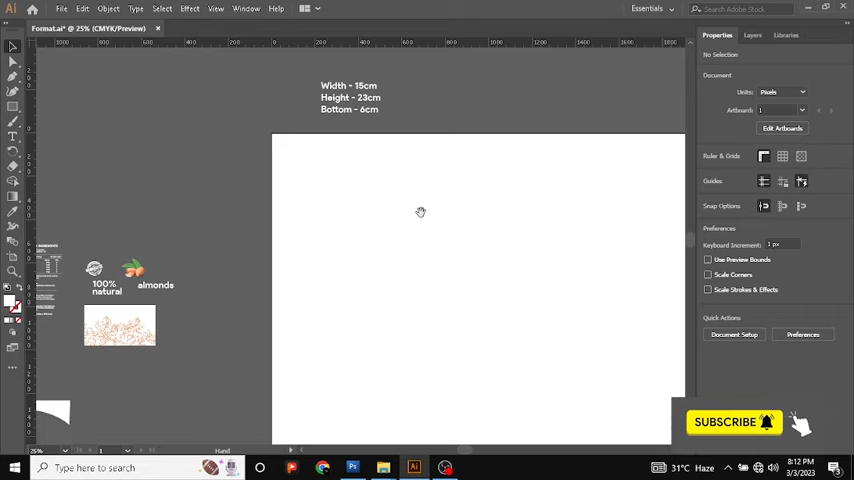 File Edit Object Type Select Effect View Window Help
Essentials
Search Adobe Stock
Format.ai* @ 25% (CMYK/Preview)
Properties Layers Libraries
No Selection
Document
Units: Pixels
Artboard: 1
Edit Artboards
Ruler & Grids
Guides
Snap Options
Preferences
Keyboard Increment: 1 px
Use Preview Bounds
Scale Corners
Scale Strokes & Effects
Quick Actions
Document Setup Preferences
Width - 15cm
Height - 23cm
Bottom - 6cm
100%
natural
almonds
SUBSCRIBE
25% 1 Hand
Type here to search
31°C Haze
8:12 PM
3/3/2023